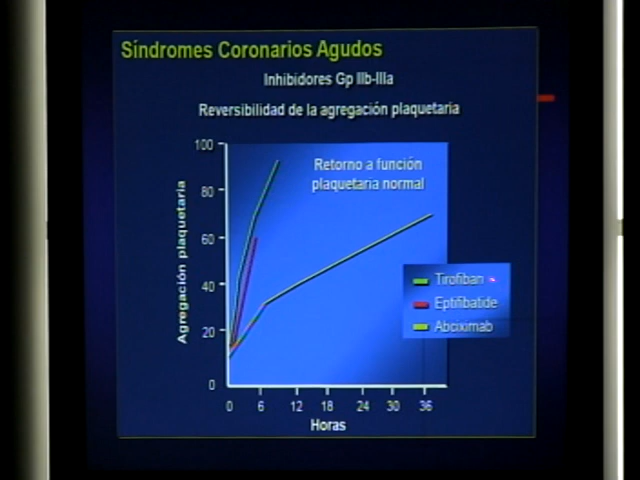 Síndromes Coronarios Agudos
Inhibidores Gp IIb-IIIa
Reversibilidad de la agregación plaquetaria
Retorno a función
plaquetaria normal
Agregación plaquetaria
100
80
60
40
20
0
0 6 12 18 24 30 36
Horas
Tirofiban
Eptifibatide
Abciximab